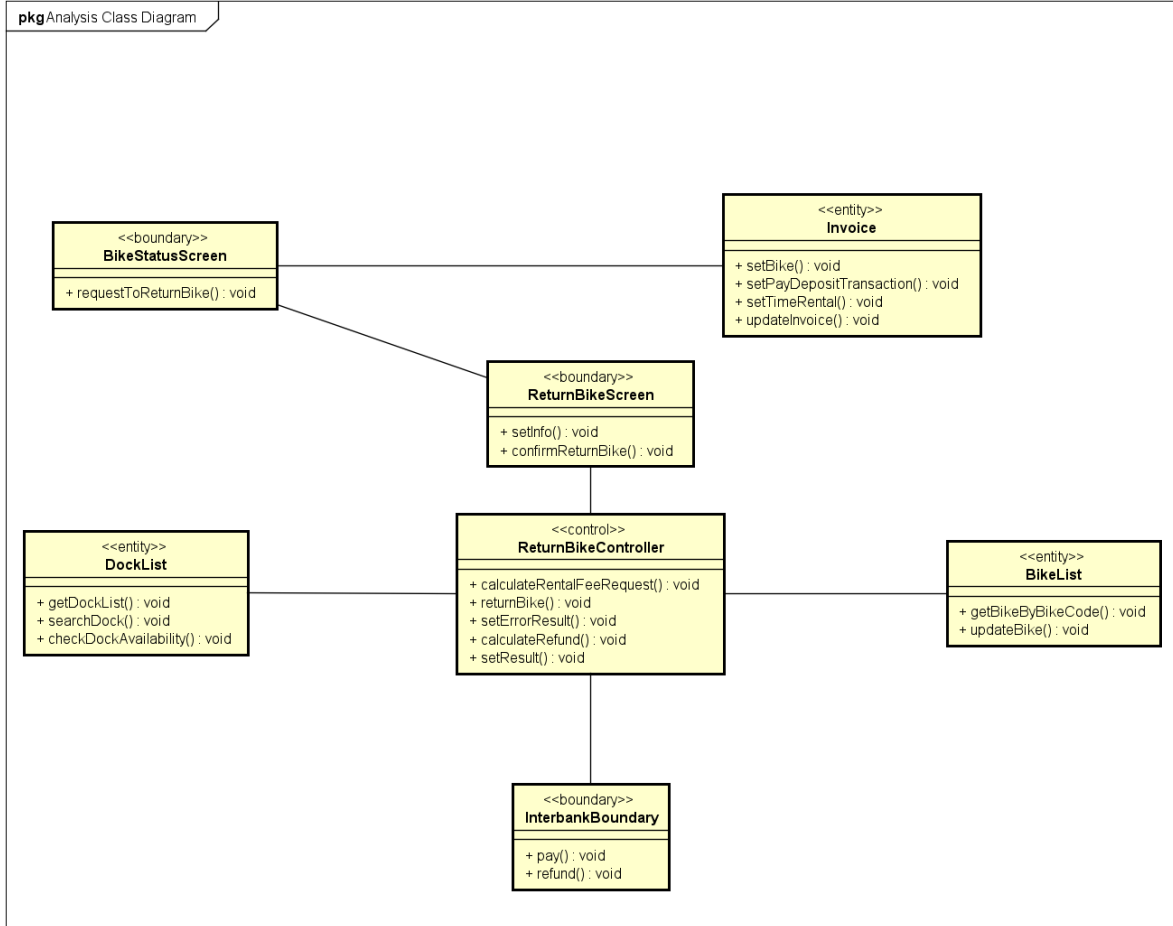 pkg Analysis Class Diagram
<<boundary>>
BikeStatusScreen
+ requestToReturnBike() : void
<<entity>>
Invoice
+ setBike() : void
+ setPayDepositTransaction() : void
+ setTimeRental() : void
+ updateInvoice() : void
<<boundary>>
ReturnBikeScreen
+ setInfo() : void
+ confirmReturnBike() : void
<<entity>>
DockList
+ getDockList() : void
+ searchDock() : void
+ checkDockAvailability() : void
<<control>>
ReturnBikeController
+ calculateRentalFeeRequest() : void
+ returnBike() : void
+ setErrorResult() : void
+ calculateRefund() : void
+ setResult() : void
<<entity>>
BikeList
+ getBikeByBikeCode() : void
+ updateBike() : void
<<boundary>>
InterbankBoundary
+ pay() : void
+ refund() : void